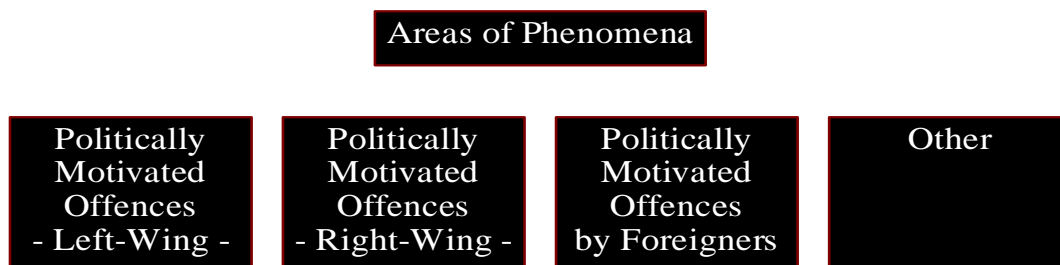 Areas of Phenomena
Politically
Motivated
Offences
- Left-Wing -
Politically
Motivated
Offences
- Right-Wing -
Politically
Motivated
Offences
by Foreigners
Other